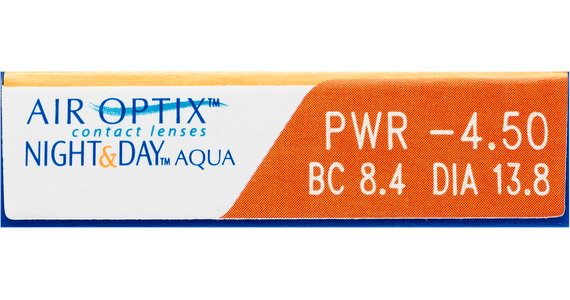 AIR OPTIX™
contact lenses
NIGHT&DAY™ AQUA
PWR -4.50
BC 8.4 DIA 13.8